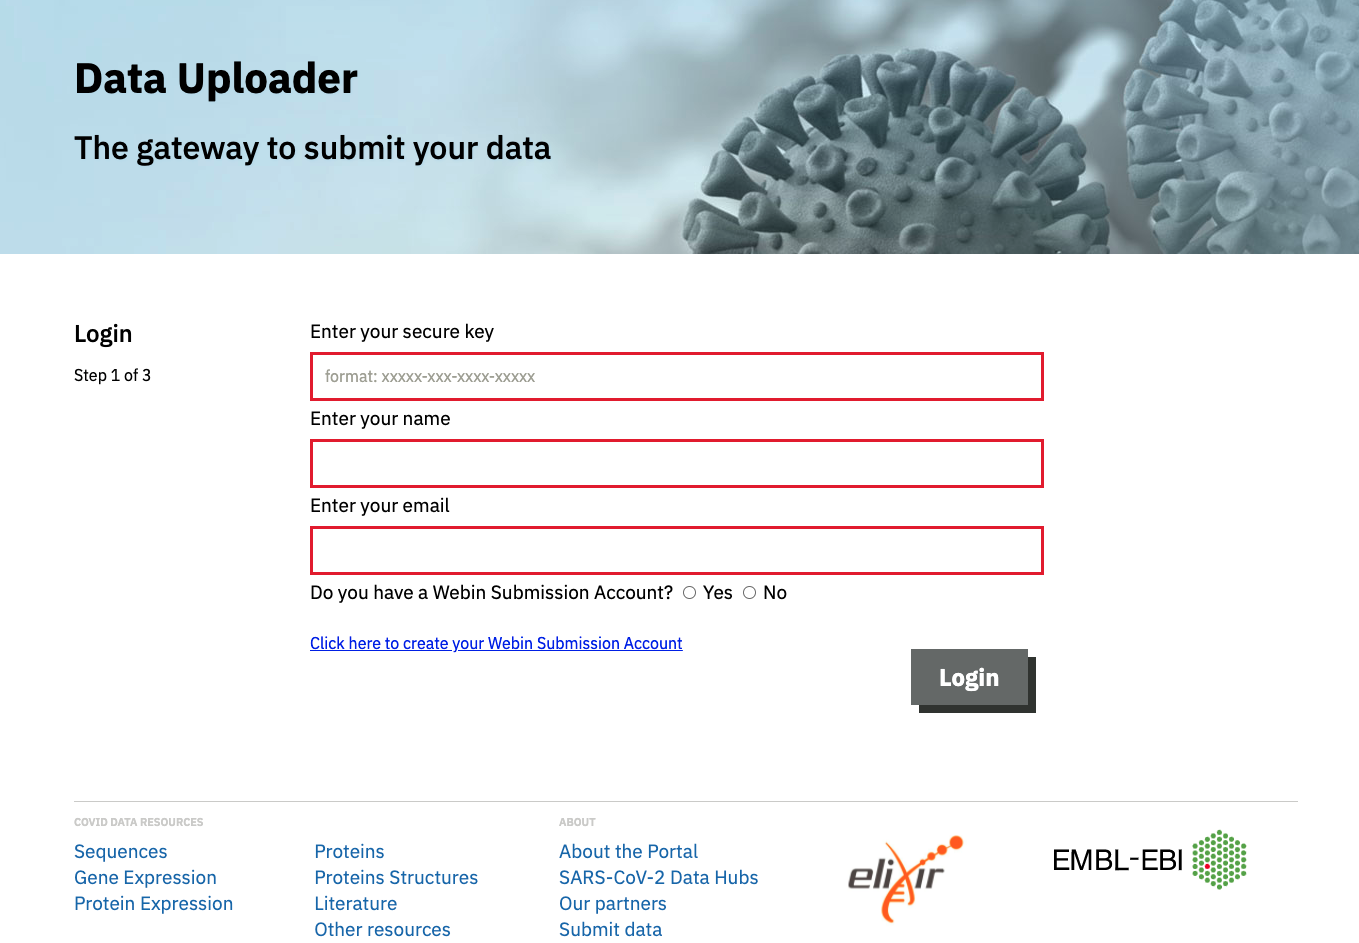 Data Uploader
The gateway to submit your data
Login
Step 1 of 3
Enter your secure key
format: xxxxx-xxx-xxxx-xxxxx
Enter your name
Enter your email
Do you have a Webin Submission Account? Yes No
Click here to create your Webin Submission Account
Login
COVID DATA RESOURCES
Sequences
Gene Expression
Protein Expression
Proteins
Proteins Structures
Literature
Other resources
ABOUT
About the Portal
SARS-CoV-2 Data Hubs
Our partners
Submit data
elixir
EMBL-EBI